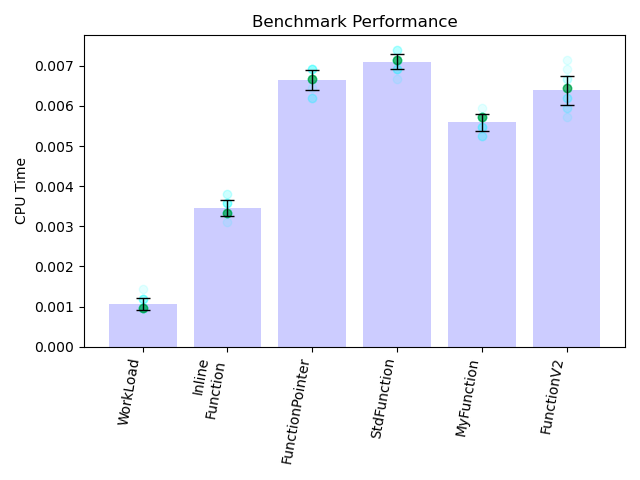 Benchmark Performance
CPU Time
0.007
0.006
0.005
0.004
0.003
0.002
0.001
0.000
WorkLoad
Inline
Function
FunctionPointer
StdFunction
MyFunction
FunctionV2